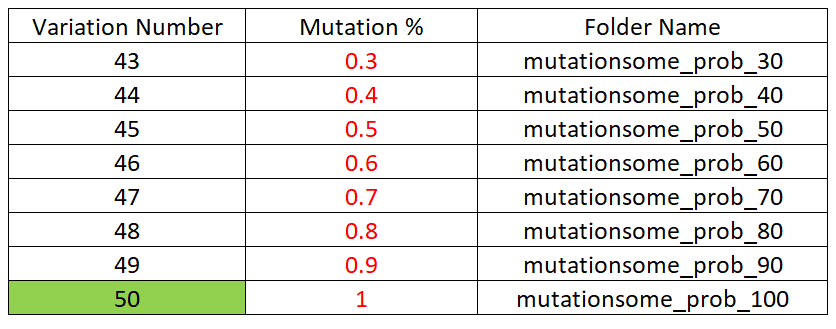 Variation Number Mutation % Folder Name
43 0.3 mutationsome_prob_30
44 0.4 mutationsome_prob_40
45 0.5 mutationsome_prob_50
46 0.6 mutationsome_prob_60
47 0.7 mutationsome_prob_70
48 0.8 mutationsome_prob_80
49 0.9 mutationsome_prob_90
50 1 mutationsome_prob_100